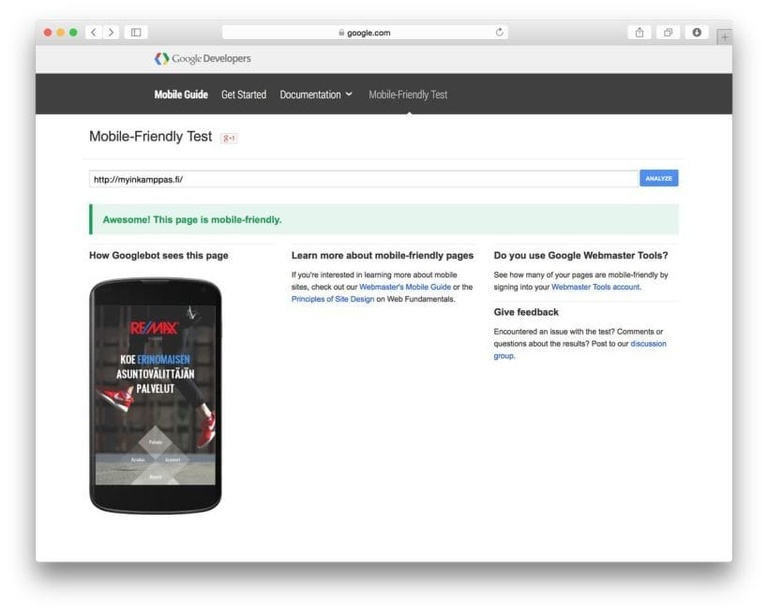 google.com
Google Developers
Mobile Guide Get Started Documentation Mobile-Friendly Test
Mobile-Friendly Test g+1
http://myinkamppas.fi/
ANALYZE
Awesome! This page is mobile-friendly.
How Googlebot sees this page
RE/MAX
KOE ERINOMAISEN
ASUNTOVÄLITTÄJÄN
PALVELUT
Palvelu
Learn more about mobile-friendly pages
If you're interested in learning more about mobile
sites, check out our Webmaster's Mobile Guide or the
Principles of Site Design on Web Fundamentals.
Do you use Google Webmaster Tools?
See how many of your pages are mobile-friendly by
signing into your Webmaster Tools account.
Give feedback
Encountered an issue with the test? Comments or
questions about the results? Post to our discussion
group.